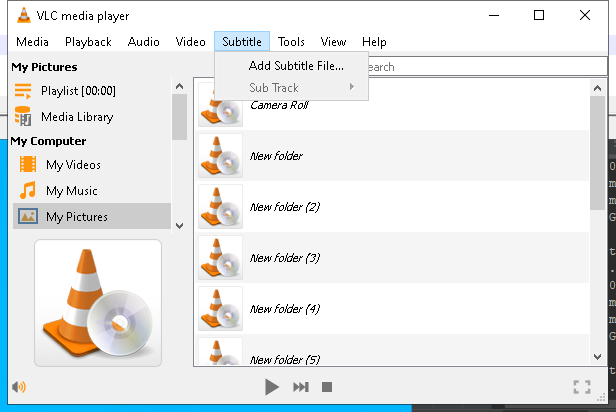 VLC media player
Media Playback Audio Video Subtitle Tools View Help
Add Subtitle File...
Sub Track
My Pictures
Playlist [00:00]
Media Library
My Computer
My Videos
My Music
My Pictures
earch
Camera Roll
New folder
New folder (2)
New folder (3)
New folder (4)
New folder (5)